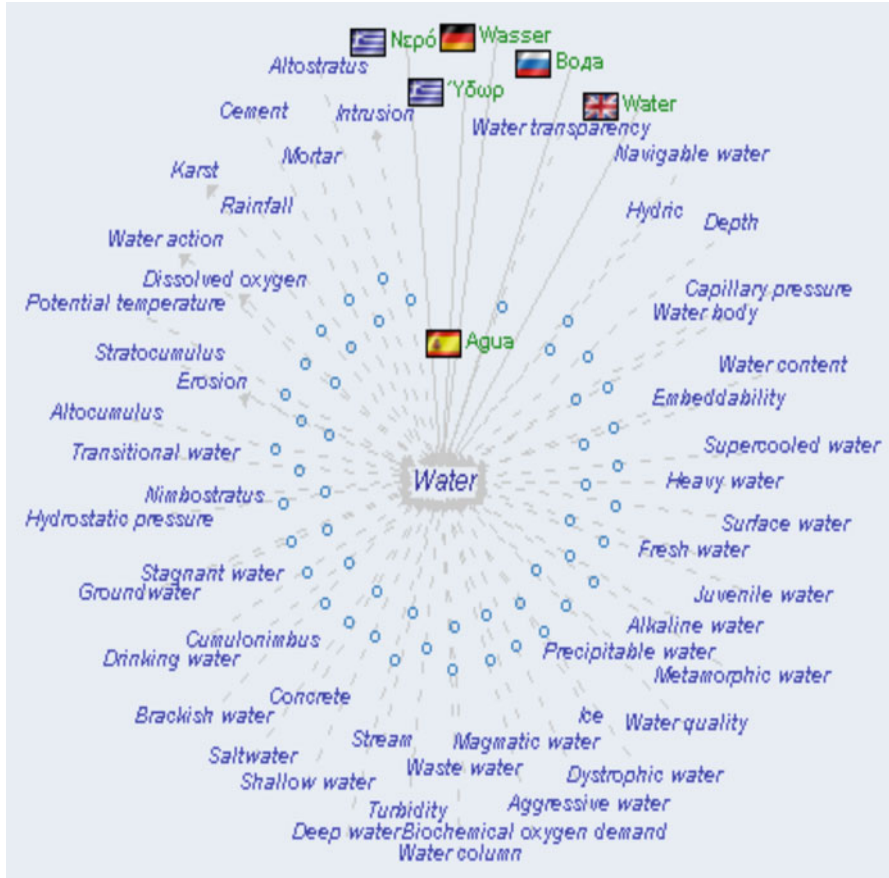 Νερό
Wasser
Вода
Altostratus
Ύδωρ
Water
Cement
Intrusion
Water transparency
Mortar
Navigable water
Karst
Rainfall
Hydric
Depth
Water action
Dissolved oxygen
Potential temperature
Capillary pressure
Water body
Agua
Stratocumulus
Erosion
Water content
Embeddability
Altocumulus
Transitional water
Supercooled water
Water
Heavy water
Nimbostratus
Hydrostatic pressure
Surface water
Fresh water
Stagnant water
Groundwater
Juvenile water
Cumulonimbus
Alkaline water
Drinking water
Precipitable water
Metamorphic water
Concrete
Brackish water
Ice
Water quality
Stream
Magmatic water
Saltwater
Waste water
Shallow water
Dystrophic water
Turbidity
Aggressive water
Deep water
Biochemical oxygen demand
Water column